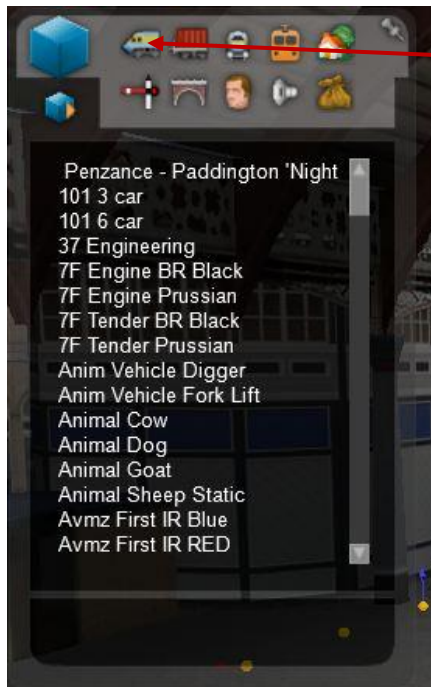 Penzance - Paddington 'Night
101 3 car
101 6 car
37 Engineering
7F Engine BR Black
7F Engine Prussian
7F Tender BR Black
7F Tender Prussian
Anim Vehicle Digger
Anim Vehicle Fork Lift
Animal Cow
Animal Dog
Animal Goat
Animal Sheep Static
Avmz First IR Blue
Avmz First IR RED